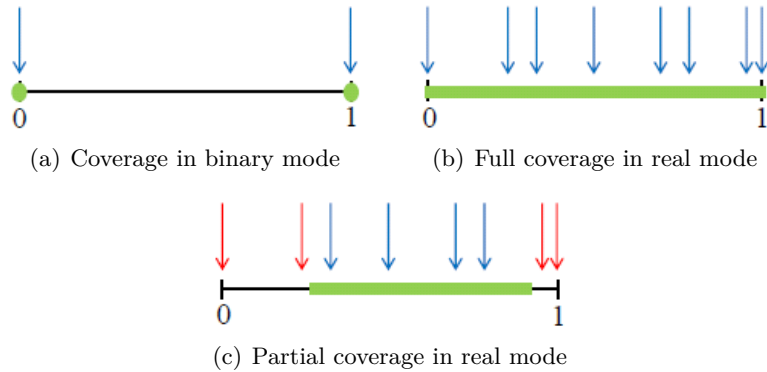 0 1 0 1
(a) Coverage in binary mode (b) Full coverage in real mode
0 1
(c) Partial coverage in real mode